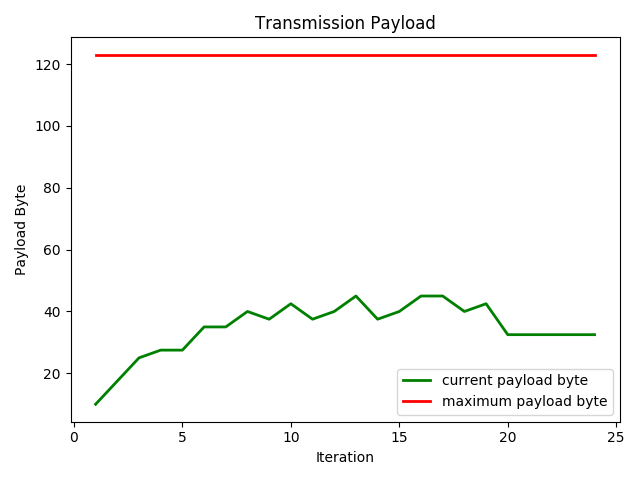 Transmission Payload
120
100
80
60
40
20
Payload Byte
current payload byte
maximum payload byte
0
5
10
15
20
25
Iteration